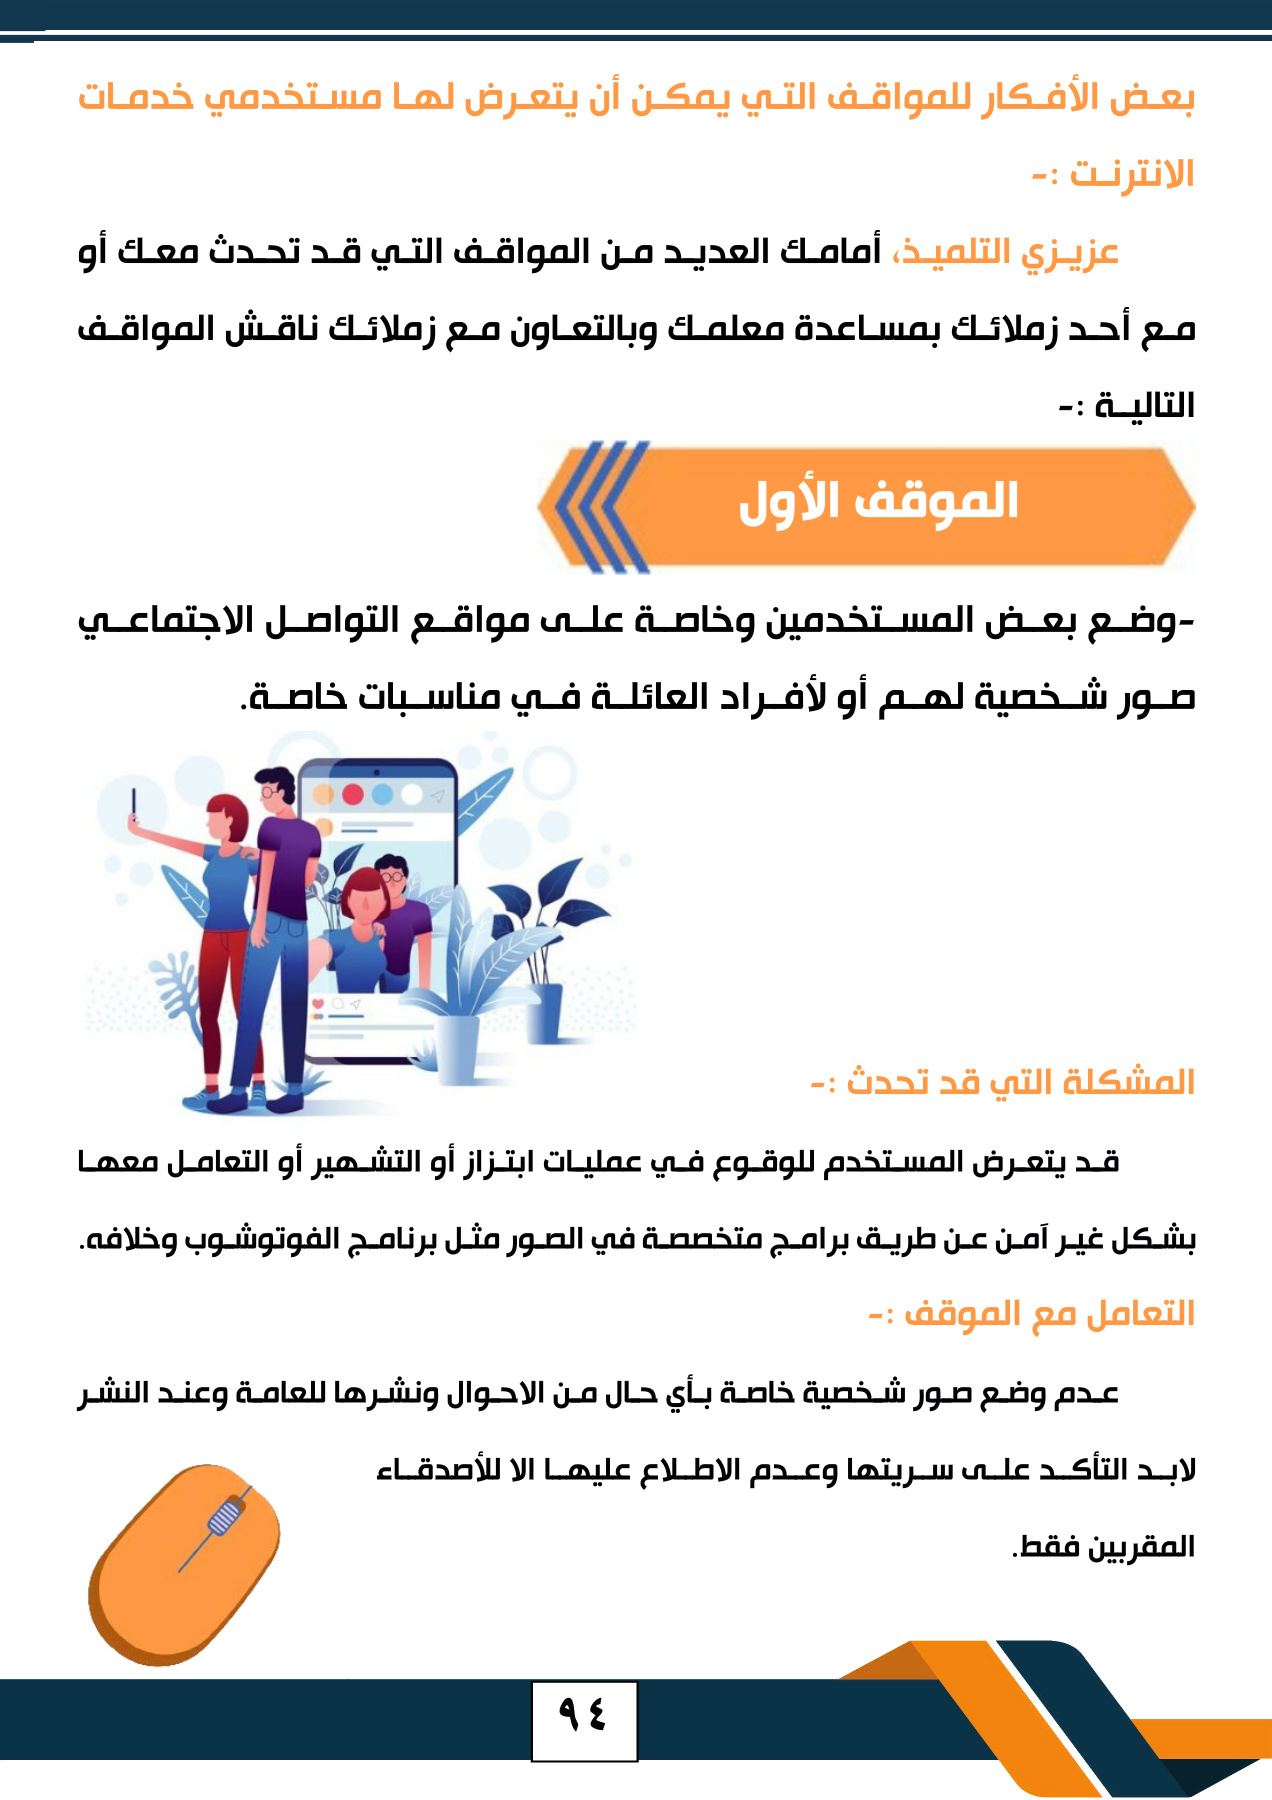 بعض الأفكار للمواقف التي يمكن أن يتعرض لها مستخدمي خدمات
الانترنت :-
عزيزي التلميذ، أمامك العديد من المواقف التي قد تحدث معك أو
مع أحد زملائك بمساعدة معلمك وبالتعاون مع زملائك ناقش المواقف
التالية :-
الموقف الأول
-وضع بعض المستخدمين وخاصة على مواقع التواصل الاجتماعي
صور شخصية لهم أو لأفراد العائلة في مناسبات خاصة.
المشكلة التي قد تحدث :-
قد يتعرض المستخدم للوقوع في عمليات ابتزاز أو التشهير أو التعامل معها
بشكل غير آمن عن طريق برامج متخصصة في الصور مثل برنامج الفوتوشوب وخلافه.
التعامل مع الموقف :-
عدم وضع صور شخصية خاصة بأي حال من الاحوال ونشرها للعامة وعند النشر
لابد التأكد على سريتها وعدم الاطلاع عليها الا للأصدقاء
المقربين فقط.
٩٤